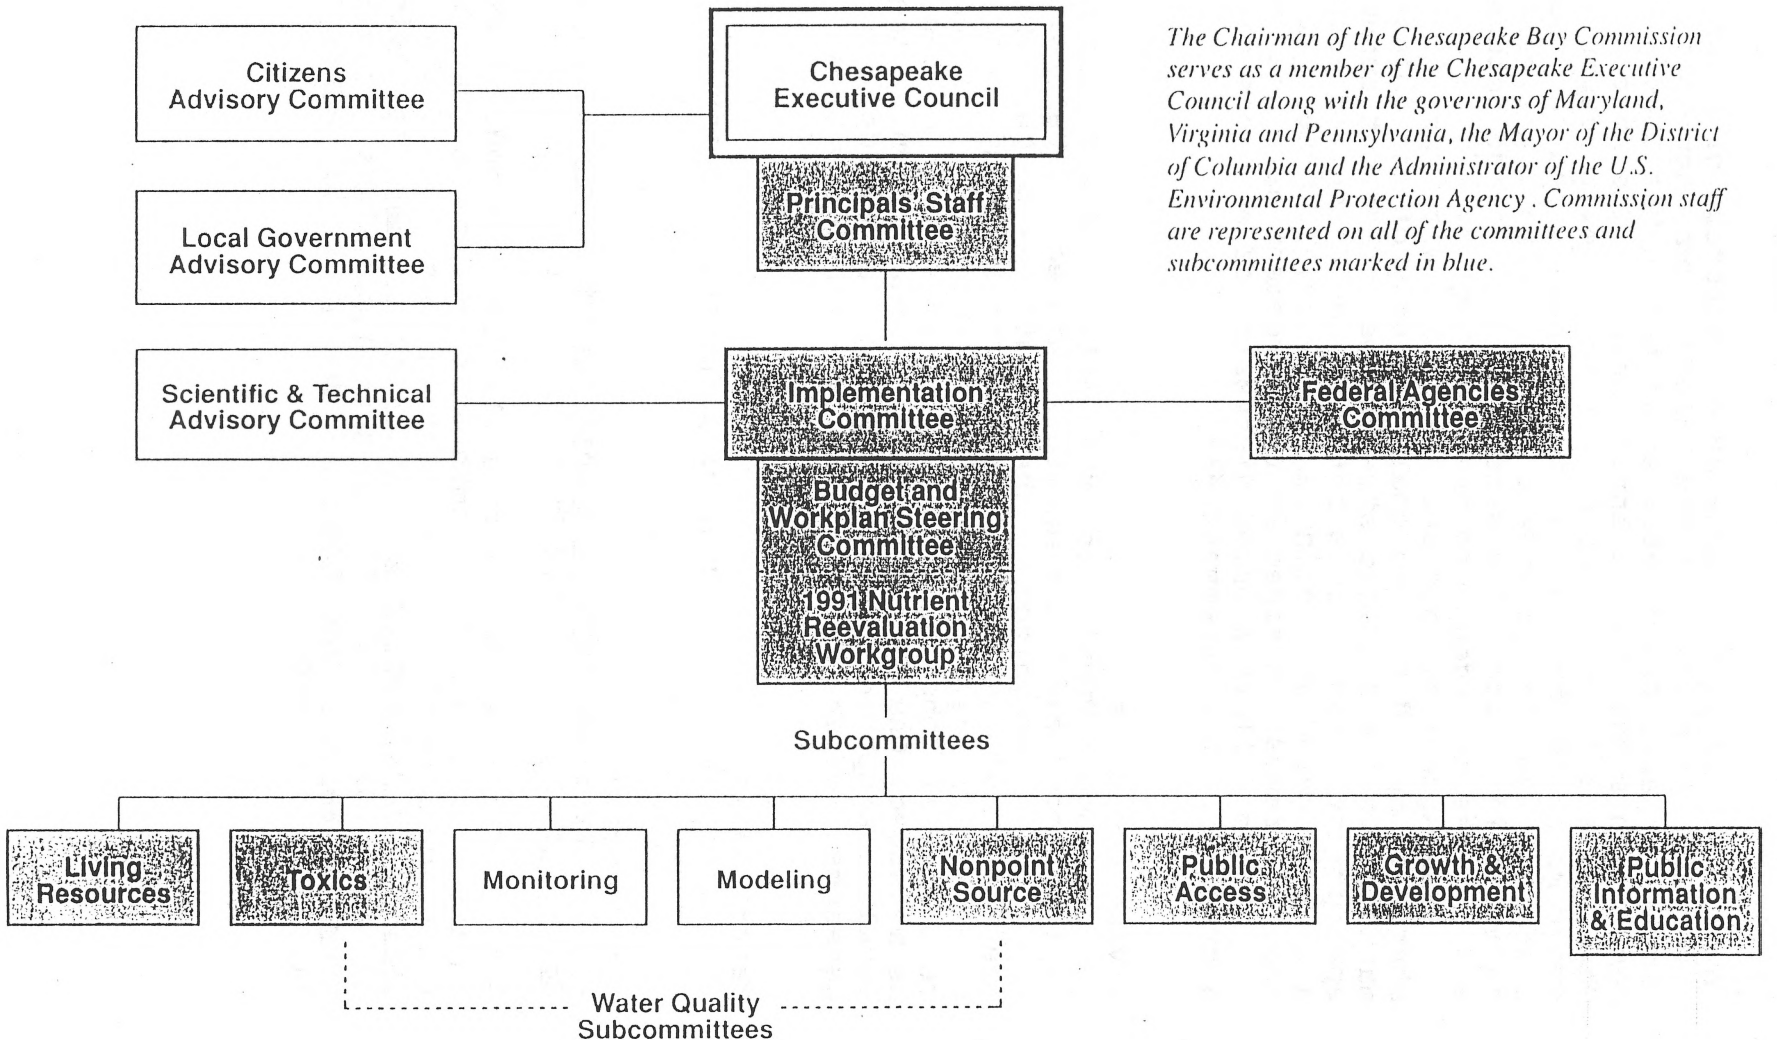 Citizens
Advisory Committee
Chesapeake
Executive Council
The Chairman of the Chesapeake Bay Commission
serves as a member of the Chesapeake Executive
Council along with the governors of Maryland,
Virginia and Pennsylvania, the Mayor of the District
of Columbia and the Administrator of the U.S.
Environmental Protection Agency . Commission staff
are represented on all of the committees and
subcommittees marked in blue.
Local Government
Advisory Committee
Principals' Staff
Committee
Scientific & Technical
Advisory Committee
Implementation
Committee
Federal Agencies
Committee
Budget and
Workplan Steering
Committee
1991 Nutrient
Reevaluation
Workgroup
Subcommittees
Living
Resources
Toxics
Monitoring
Modeling
Nonpoint
Source
Public
Access
Growth &
Development
Public
Information
& Education
Water Quality
Subcommittees